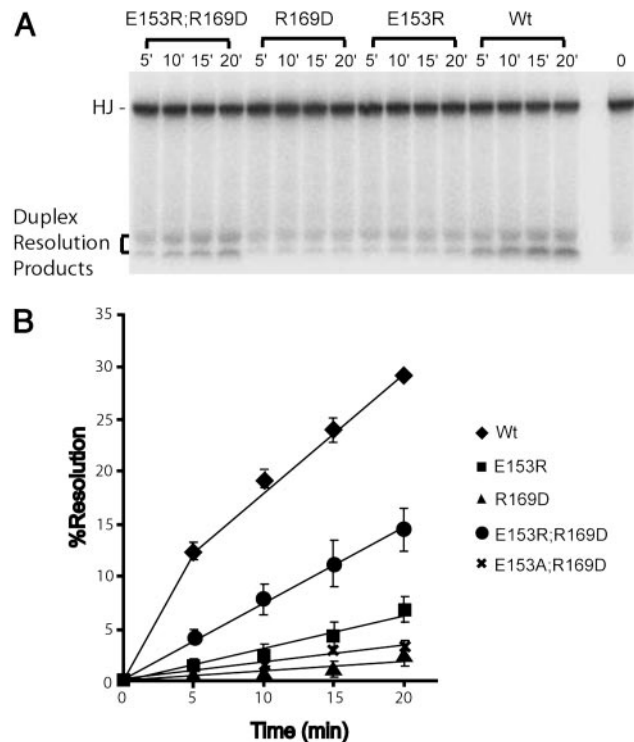 A
E153R;R169D R169D E153R Wt
5' 10' 15' 20' 5' 10' 15' 20' 5' 10' 15' 20' 5' 10' 15' 20' 0
HJ -
Duplex
Resolution
Products
B
35
30
25
20
15
10
5
0
%Resolution
0 5 10 15 20
Time (min)
Wt
E153R
R169D
E153R;R169D
E153A;R169D